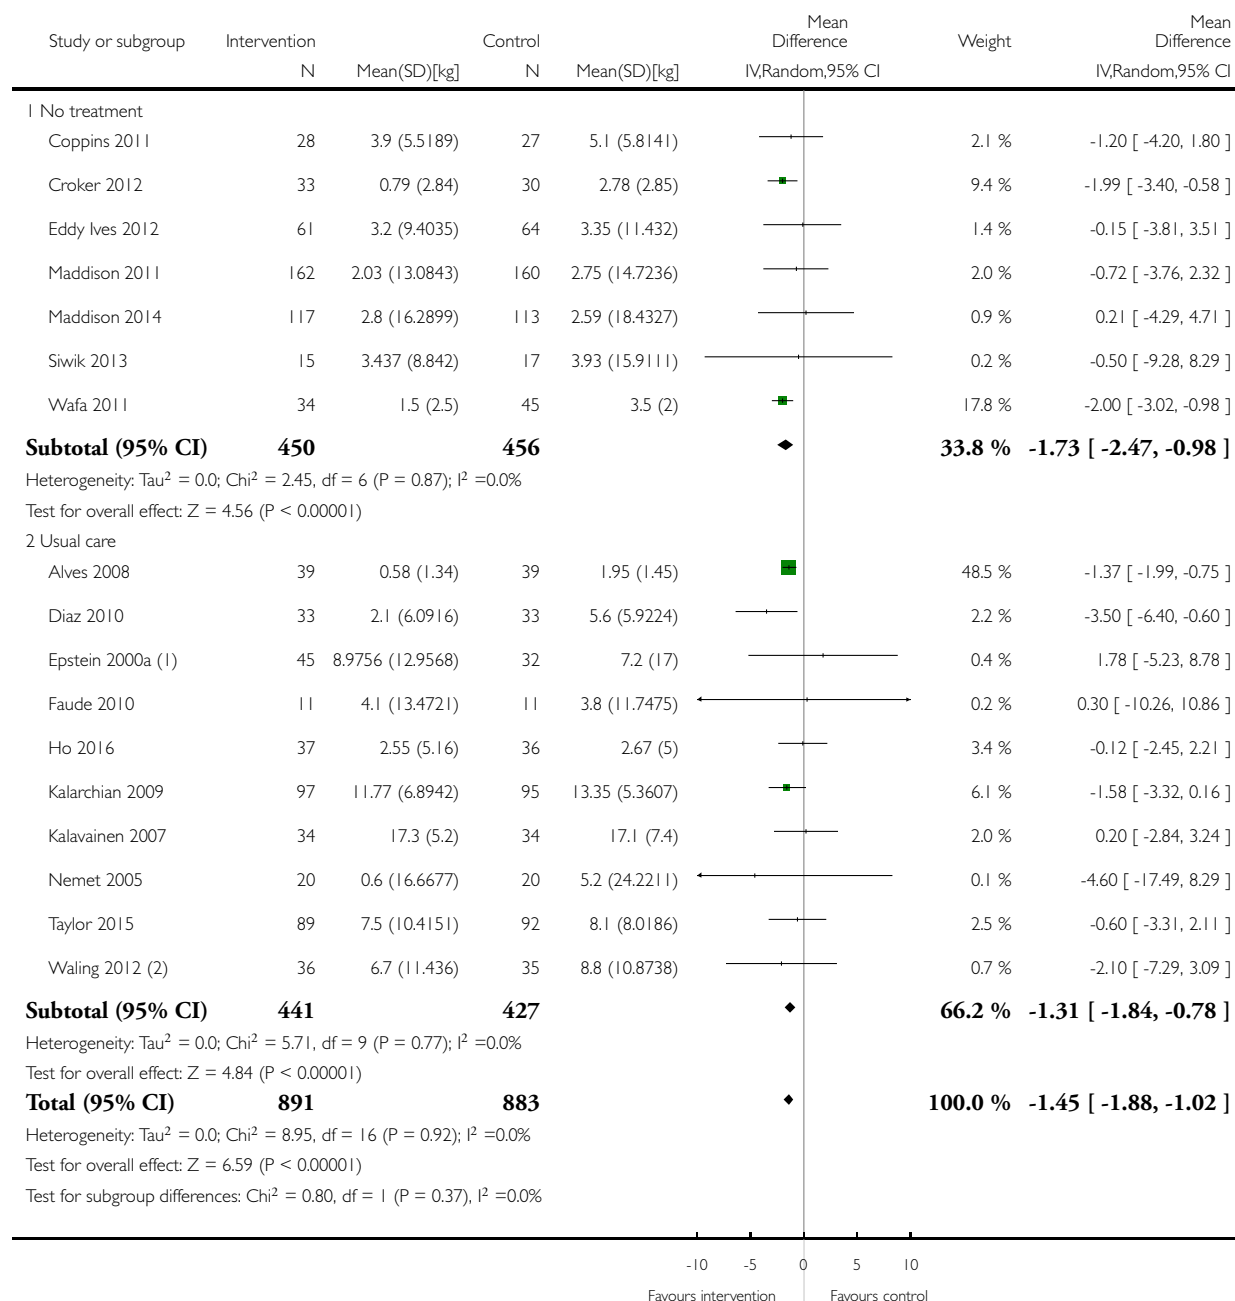 Mean Mean
Study or subgroup Intervention Control Difference Weight Difference
N Mean(SD)[kg] N Mean(SD)[kg] IV,Random,95% CI IV,Random,95% CI
1 No treatment
Coppins 2011 28 3.9 (5.5189) 27 5.1 (5.8141) 2.1 % -1.20 [ -4.20, 1.80 ]
Croker 2012 33 0.79 (2.84) 30 2.78 (2.85) 9.4 % -1.99 [ -3.40, -0.58 ]
Eddy Ives 2012 61 3.2 (9.4035) 64 3.35 (11.432) 1.4 % -0.15 [ -3.81, 3.51 ]
Maddison 2011 162 2.03 (13.0843) 160 2.75 (14.7236) 2.0 % -0.72 [ -3.76, 2.32 ]
Maddison 2014 117 2.8 (16.2899) 113 2.59 (18.4327) 0.9 % 0.21 [ -4.29, 4.71 ]
Siwik 2013 15 3.437 (8.842) 17 3.93 (15.9111) 0.2 % -0.50 [ -9.28, 8.29 ]
Wafa 2011 34 1.5 (2.5) 45 3.5 (2) 17.8 % -2.00 [ -3.02, -0.98 ]
Subtotal (95% CI) 450 456 33.8 % -1.73 [ -2.47, -0.98 ]
Heterogeneity: Tau² = 0.0; Chi² = 2.45, df = 6 (P = 0.87); I² =0.0%
Test for overall effect: Z = 4.56 (P < 0.00001)
2 Usual care
Alves 2008 39 0.58 (1.34) 39 1.95 (1.45) 48.5 % -1.37 [ -1.99, -0.75 ]
Diaz 2010 33 2.1 (6.0916) 33 5.6 (5.9224) 2.2 % -3.50 [ -6.40, -0.60 ]
Epstein 2000a (1) 45 8.9756 (12.9568) 32 7.2 (17) 0.4 % 1.78 [ -5.23, 8.78 ]
Faude 2010 11 4.1 (13.4721) 11 3.8 (11.7475) 0.2 % 0.30 [ -10.26, 10.86 ]
Ho 2016 37 2.55 (5.16) 36 2.67 (5) 3.4 % -0.12 [ -2.45, 2.21 ]
Kalarchian 2009 97 11.77 (6.8942) 95 13.35 (5.3607) 6.1 % -1.58 [ -3.32, 0.16 ]
Kalavainen 2007 34 17.3 (5.2) 34 17.1 (7.4) 2.0 % 0.20 [ -2.84, 3.24 ]
Nemet 2005 20 0.6 (16.6677) 20 5.2 (24.2211) 0.1 % -4.60 [ -17.49, 8.29 ]
Taylor 2015 89 7.5 (10.4151) 92 8.1 (8.0186) 2.5 % -0.60 [ -3.31, 2.11 ]
Waling 2012 (2) 36 6.7 (11.436) 35 8.8 (10.8738) 0.7 % -2.10 [ -7.29, 3.09 ]
Subtotal (95% CI) 441 427 66.2 % -1.31 [ -1.84, -0.78 ]
Heterogeneity: Tau² = 0.0; Chi² = 5.71, df = 9 (P = 0.77); I² =0.0%
Test for overall effect: Z = 4.84 (P < 0.00001)
Total (95% CI) 891 883 100.0 % -1.45 [ -1.88, -1.02 ]
Heterogeneity: Tau² = 0.0; Chi² = 8.95, df = 16 (P = 0.92); I² =0.0%
Test for overall effect: Z = 6.59 (P < 0.00001)
Test for subgroup differences: Chi² = 0.80, df = 1 (P = 0.37), I² =0.0%
-10 -5 0 5 10
Favours intervention Favours control